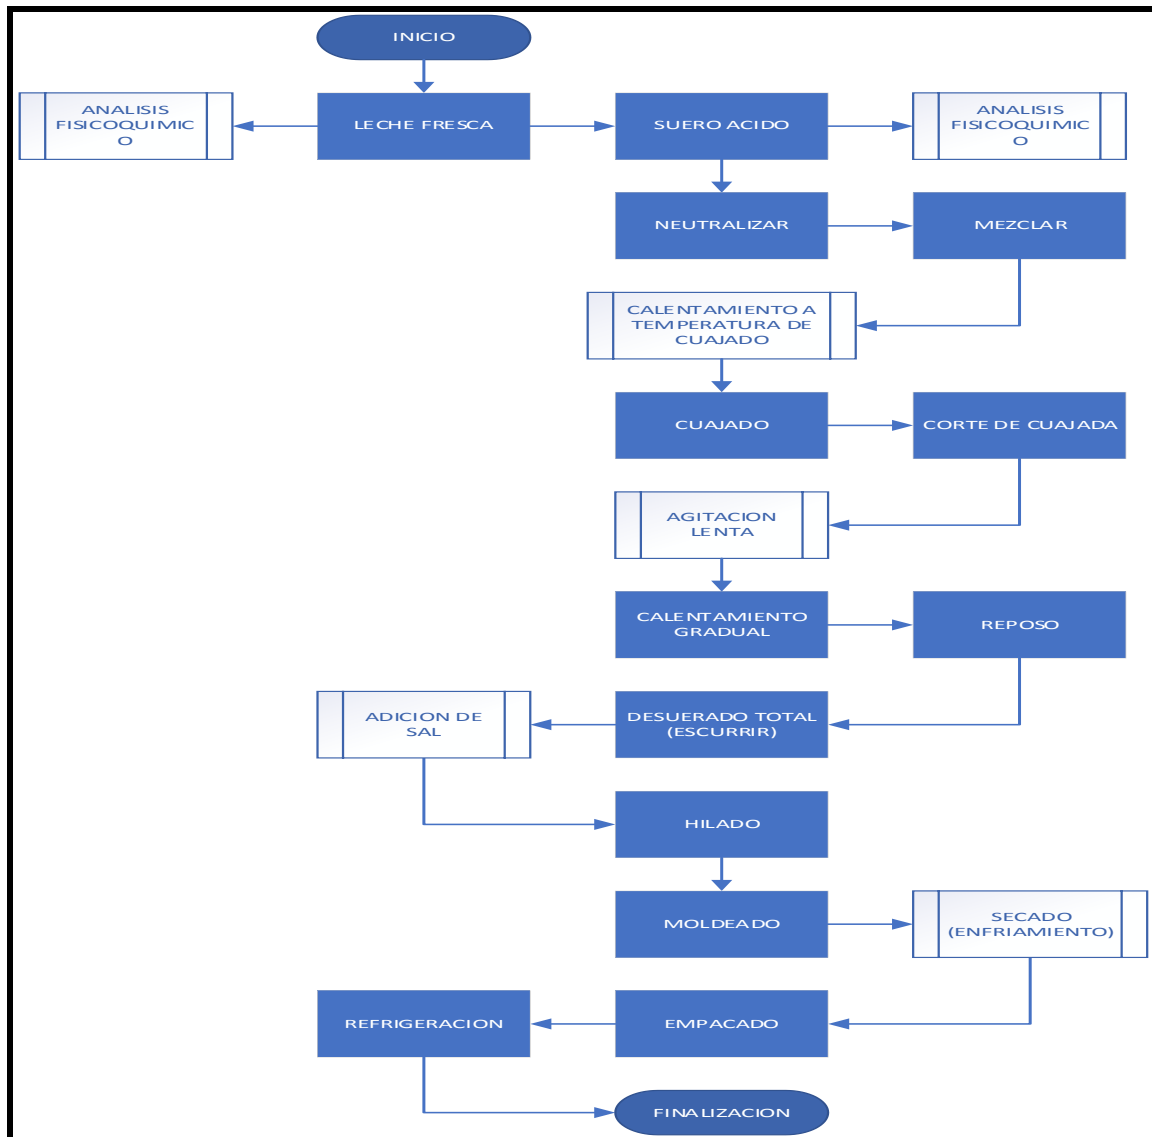 INICIO
ANALISIS
FISICOQUIMIC
O
LECHE FRESCA
SUERO ACIDO
ANALISIS
FISICOQUIMIC
O
NEUTRALIZAR
MEZCLAR
CALENTAMIENTO A
TEMPERATURA DE
CUAJADO
CUAJADO
CORTE DE CUAJADA
AGITACION
LENTA
CALENTAMIENTO
GRADUAL
REPOSO
ADICION DE
SAL
DESUERADO TOTAL
(ESCURRIR)
HILADO
MOLDEADO
SECADO
(ENFRIAMIENTO)
REFRIGERACION
EMPACADO
FINALIZACION